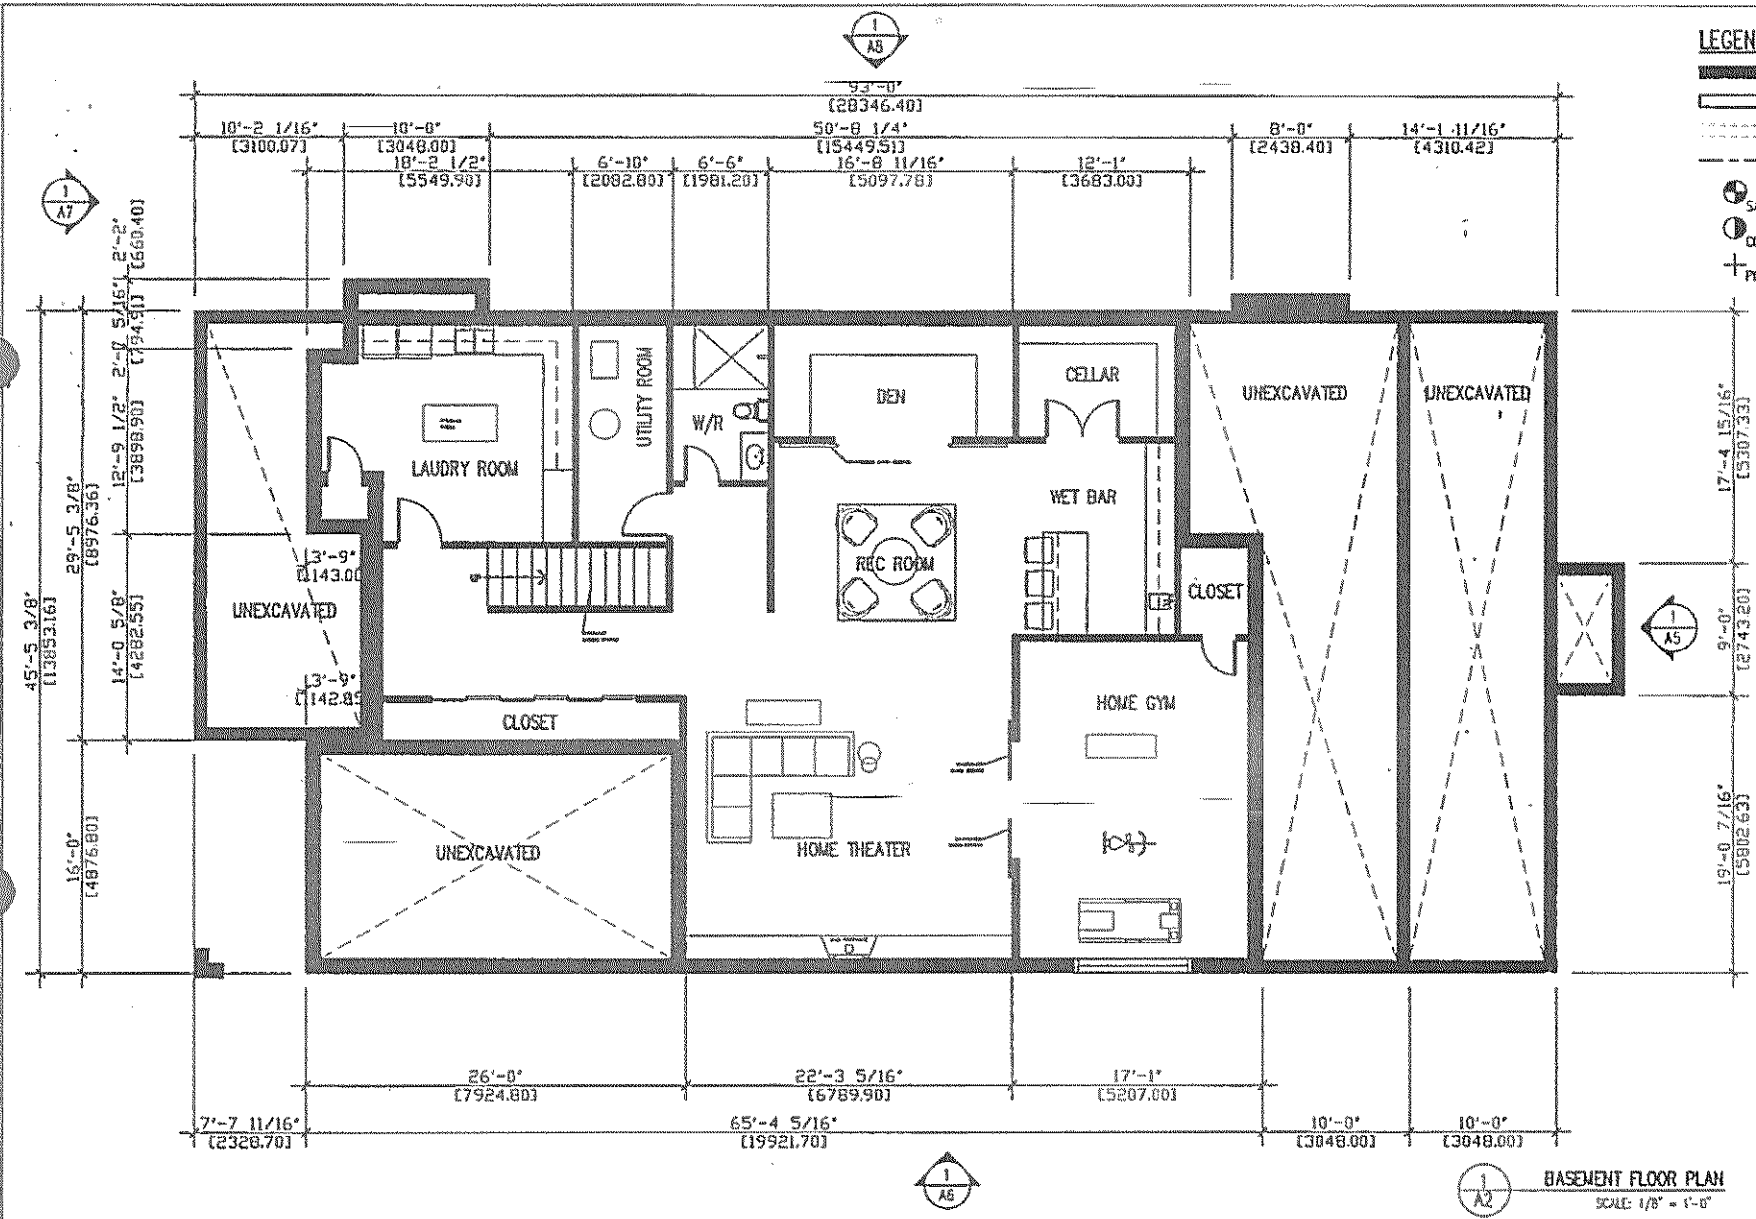 1
A8
LEGEN
93'-0"
[28346.40]
10'-2 1/16"
[3100.07]
10'-0"
[3048.00]
50'-8 1/4"
[15449.51]
8'-0"
[2438.40]
14'-1 11/16"
[4310.42]
18'-2 1/2"
[5549.90]
6'-10"
[2082.80]
6'-6"
[1981.20]
16'-8 11/16"
[5097.78]
12'-1"
[3683.00]
1
A7
2'-2"
[660.40]
2'-7 5/16"
[794.51]
12'-9 1/2"
[3898.90]
29'-5 3/8"
[8976.36]
45'-5 3/8"
[13853.16]
14'-0 5/8"
[4282.55]
16'-0"
[4876.80]
LAUDRY ROOM
UTILITY ROOM
W/R
DEN
CELLAR
UNEXCAVATED
UNEXCAVATED
WET BAR
REC ROOM
CLOSET
3'-9"
[1143.00
UNEXCAVATED
3'-9"
[1142.85
CLOSET
HOME GYM
HOME THEATER
UNEXCAVATED
17'-4 15/16"
[5307.33]
9'-0"
[2743.20]
1
A5
19'-0 7/16"
[5802.63]
26'-0"
[7924.80]
22'-3 5/16"
[6789.90]
17'-1"
[5207.00]
7'-7 11/16"
[2328.70]
65'-4 5/16"
[19921.70]
10'-0"
[3048.00]
10'-0"
[3048.00]
1
A6
1
A2
BASEMENT FLOOR PLAN
SCALE: 1/8" = 1'-0"